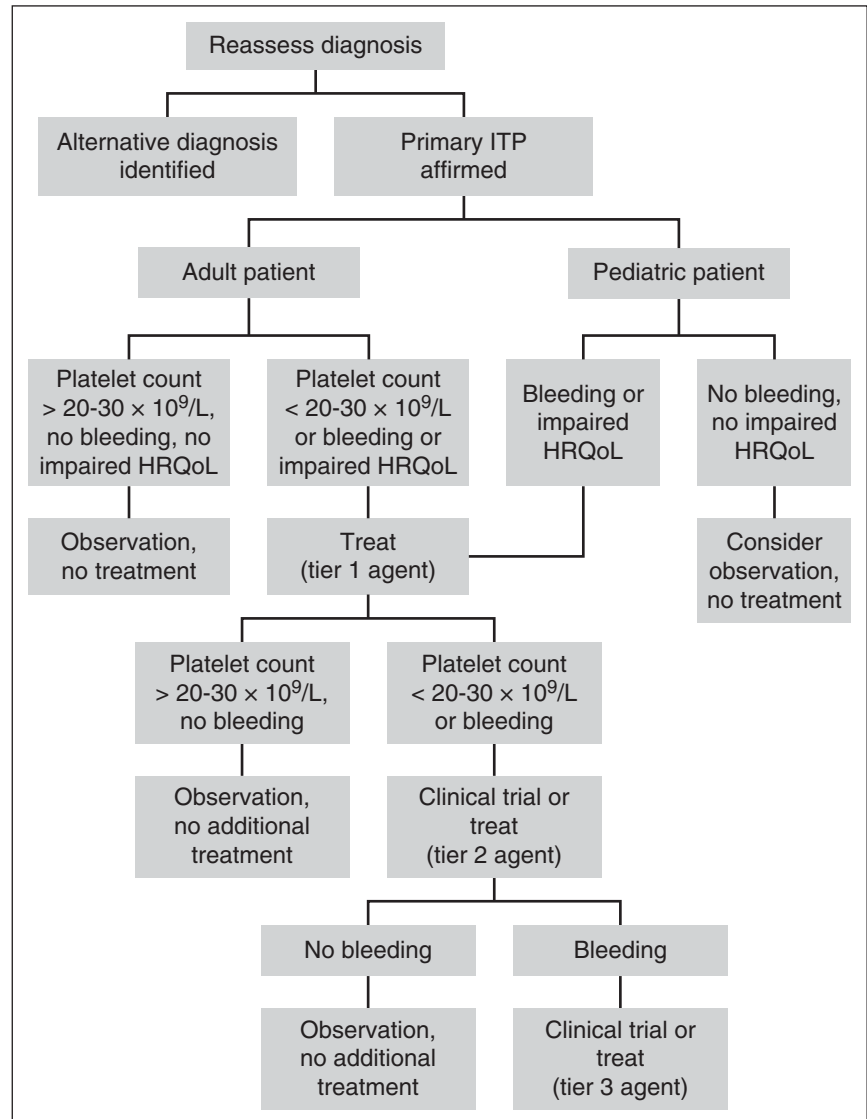 Reassess diagnosis
Alternative diagnosis
identified
Primary ITP
affirmed
Adult patient
Pediatric patient
Platelet count
> 20-30 × 10⁹/L,
no bleeding, no
impaired HRQoL
Platelet count
< 20-30 × 10⁹/L
or bleeding or
impaired HRQoL
Bleeding or
impaired
HRQoL
No bleeding,
no impaired
HRQoL
Observation,
no treatment
Treat
(tier 1 agent)
Consider
observation,
no treatment
Platelet count
> 20-30 × 10⁹/L,
no bleeding
Platelet count
< 20-30 × 10⁹/L
or bleeding
Observation,
no additional
treatment
Clinical trial or
treat
(tier 2 agent)
No bleeding
Bleeding
Observation,
no additional
treatment
Clinical trial or
treat
(tier 3 agent)